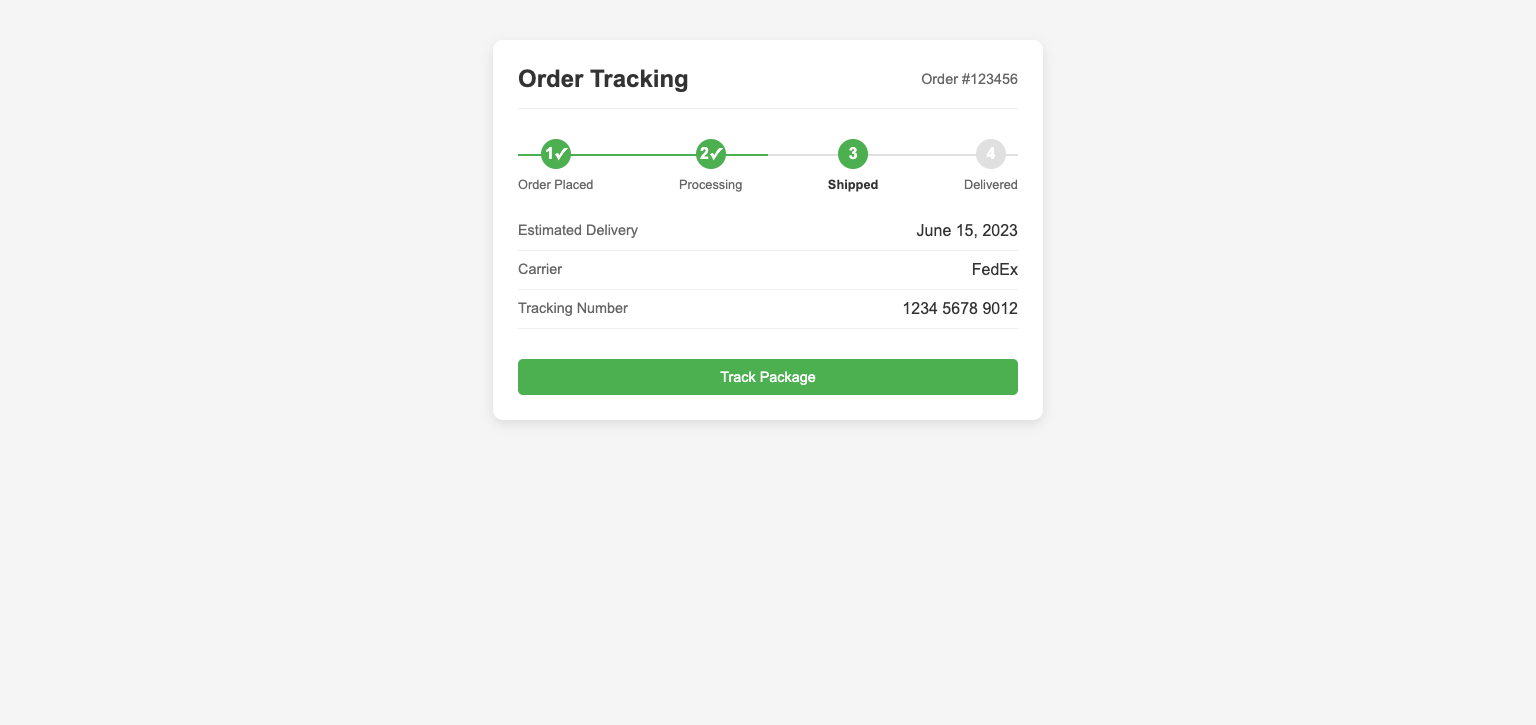 Order Tracking
Order #123456
1✓ 2✓ 3 4
Order Placed Processing Shipped Delivered
Estimated Delivery June 15, 2023
Carrier FedEx
Tracking Number 1234 5678 9012
Track Package